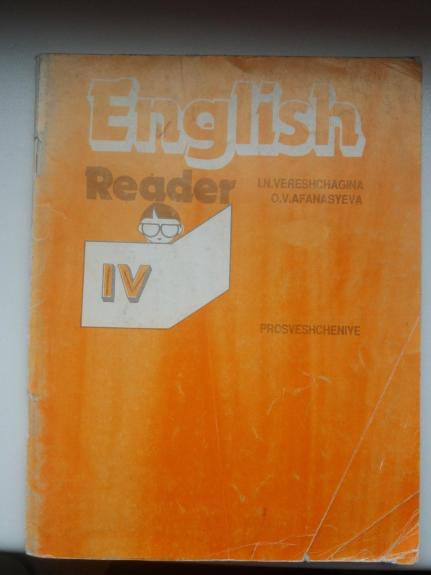 English
Reader
I.N.VERESHCHAGINA
O.V.AFANASYEVA
IV
PROSVESHCHENIYE